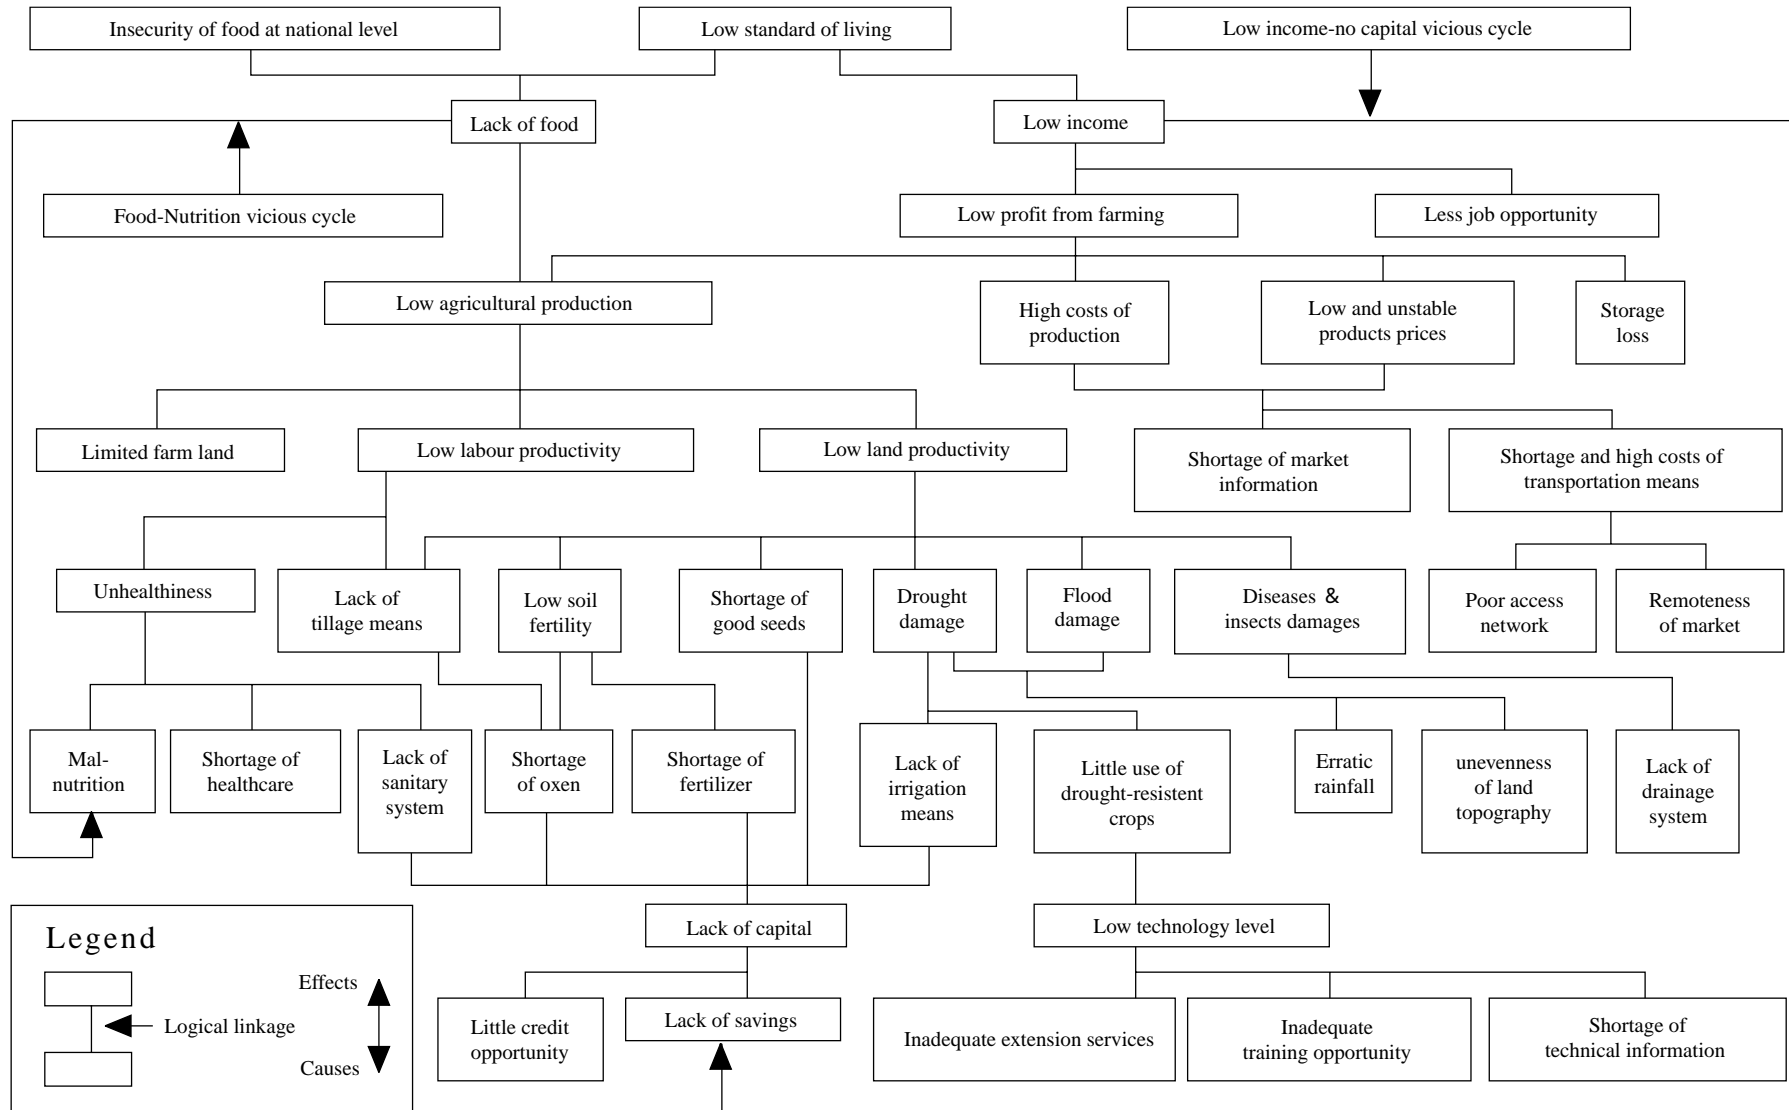 Insecurity of food at national level
Low standard of living
Low income-no capital vicious cycle
Lack of food
Low income
Food-Nutrition vicious cycle
Low profit from farming
Less job opportunity
Low agricultural production
High costs of
production
Low and unstable
products prices
Storage
loss
Limited farm land
Low labour productivity
Low land productivity
Shortage of market
information
Shortage and high costs of
transportation means
Unhealthiness
Lack of
tillage means
Low soil
fertility
Shortage of
good seeds
Drought
damage
Flood
damage
Diseases &
insects damages
Poor access
network
Remoteness
of market
Mal-
nutrition
Shortage of
healthcare
Lack of
sanitary
system
Shortage
of oxen
Shortage of
fertilizer
Lack of
irrigation
means
Little use of
drought-resistent
crops
Erratic
rainfall
unevenness
of land
topography
Lack of
drainage
system
Lack of capital
Low technology level
Little credit
opportunity
Lack of savings
Inadequate extension services
Inadequate
training opportunity
Shortage of
technical information
Legend
Effects
Logical linkage
Causes